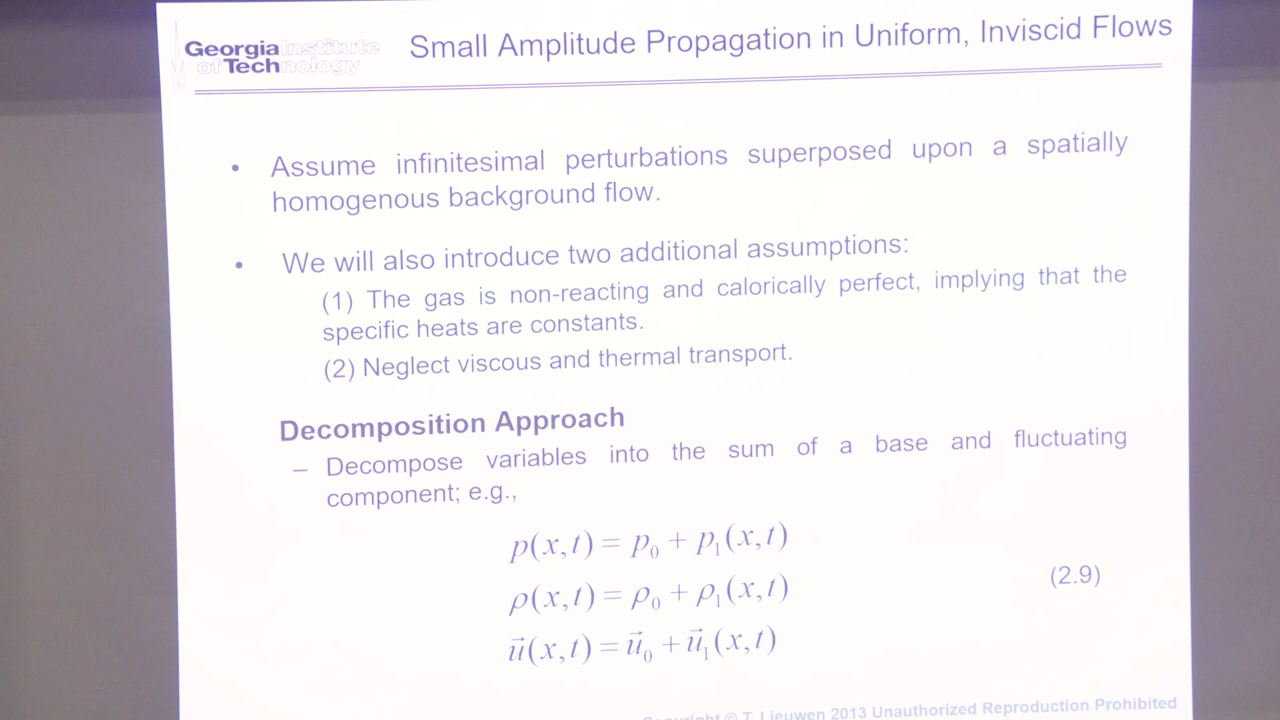 Georgia Institute
of Technology
Small Amplitude Propagation in Uniform, Inviscid Flows
• Assume infinitesimal perturbations superposed upon a spatially
homogenous background flow.
• We will also introduce two additional assumptions:
(1) The gas is non-reacting and calorically perfect, implying that the
specific heats are constants.
(2) Neglect viscous and thermal transport.
Decomposition Approach
– Decompose variables into the sum of a base and fluctuating
component; e.g.,
p(x,t) = p₀ + p₁(x,t)
ρ(x,t) = ρ₀ + ρ₁(x,t)
(2.9)
u⃗(x,t) = u⃗₀ + u⃗₁(x,t)
Copyright © T. Lieuwen 2013 Unauthorized Reproduction Prohibited